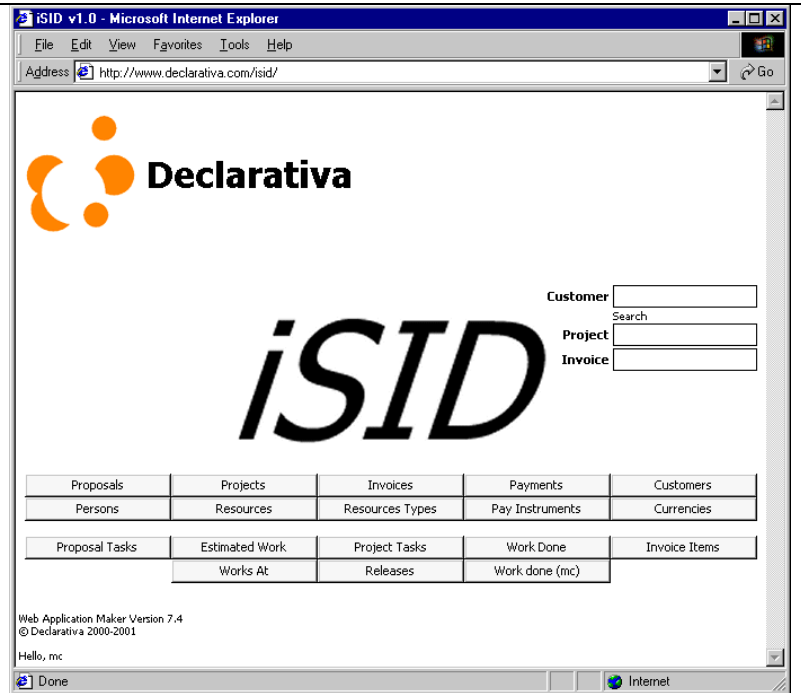 iSID v1.0 - Microsoft Internet Explorer
File Edit View Favorites Tools Help
Address http://www.declarativa.com/isid/ Go
Declarativa
Customer
Search
Project
Invoice
iSID
Proposals Projects Invoices Payments Customers
Persons Resources Resources Types Pay Instruments Currencies
Proposal Tasks Estimated Work Project Tasks Work Done Invoice Items
Works At Releases Work done (mc)
Web Application Maker Version 7.4
© Declarativa 2000-2001
Hello, mc
Done Internet